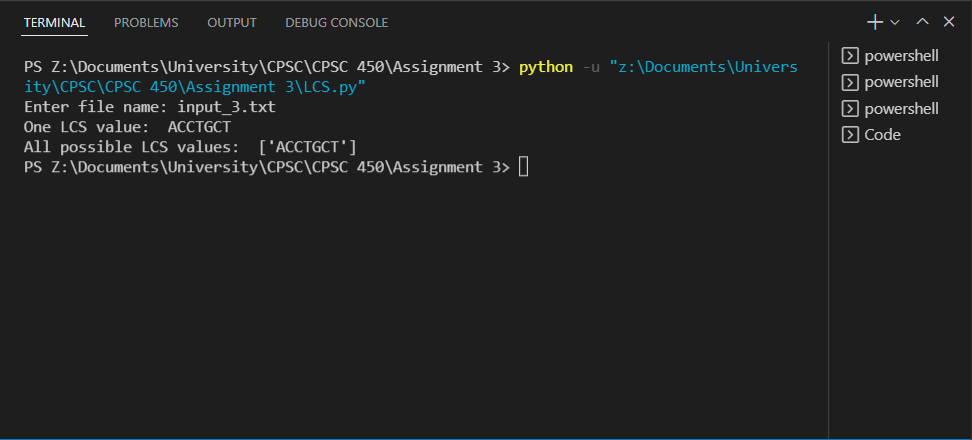 TERMINAL PROBLEMS OUTPUT DEBUG CONSOLE
PS Z:\Documents\University\CPSC\CPSC 450\Assignment 3> python -u "z:\Documents\Univers
ity\CPSC\CPSC 450\Assignment 3\LCS.py"
Enter file name: input_3.txt
One LCS value:  ACCTGCT
All possible LCS values:  ['ACCTGCT']
PS Z:\Documents\University\CPSC\CPSC 450\Assignment 3>
powershell
powershell
powershell
Code